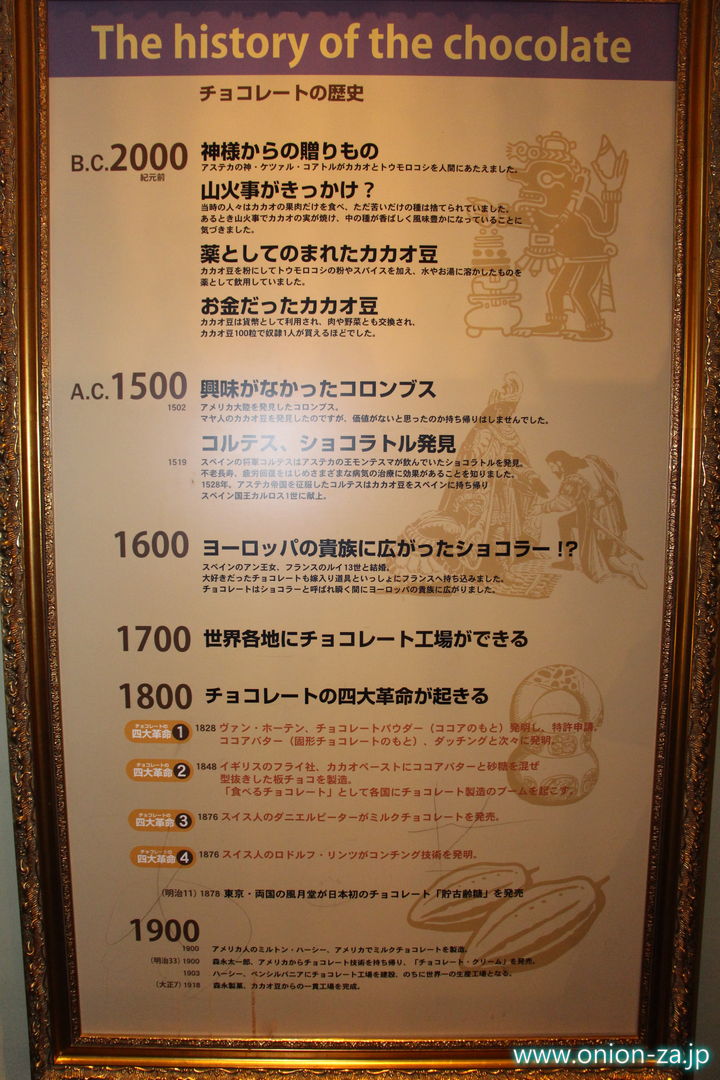 The history of the chocolate
チョコレートの歴史
B.C.2000
紀元前
神様からの贈りもの
アステカの神・ケツァル・コアトルがカカオとトウモロコシを人間にあたえました。
山火事がきっかけ？
当時の人々はカカオの果肉だけを食べ、ただ苦いだけの種は捨てられていました。
あるとき山火事でカカオの実が焼け、中の種が香ばしく風味豊かになっていることに
気づきました。
薬としてのまれたカカオ豆
カカオ豆を粉にしてトウモロコシの粉やスパイスを加え、水やお湯に溶かしたものを
薬として飲用していました。
お金だったカカオ豆
カカオ豆は貨幣として利用され、肉や野菜とも交換され、
カカオ豆100粒で奴隷1人が買えるほどでした。
A.C.1500
興味がなかったコロンブス
1502 アメリカ大陸を発見したコロンブス。
マヤ人のカカオ豆を発見したのですが、価値がないと思ったのか持ち帰りはしませんでした。
コルテス、ショコラトル発見
1519 スペインの将軍コルテスはアステカの王モンテスマが飲んでいたショコラトルを発見。
不老長寿、疲労回復をはじめさまざまな病気の治療に効果があることを知りました。
1528年、アステカ帝国を征服したコルテスはカカオ豆をスペインに持ち帰り
スペイン国王カルロス1世に献上。
1600 ヨーロッパの貴族に広がったショコラー！？
スペインのアン王女、フランスのルイ13世と結婚。
大好きだったチョコレートも嫁入り道具といっしょにフランスへ持ち込みました。
チョコレートはショコラーと呼ばれ瞬く間にヨーロッパの貴族に広がりました。
1700 世界各地にチョコレート工場ができる
1800 チョコレートの四大革命が起きる
チョコレートの
四大革命 1 1828 ヴァン・ホーテン、チョコレートパウダー（ココアのもと）発明し、特許申請。
ココアバター（固形チョコレートのもと）、ダッチングと次々に発明。
チョコレートの
四大革命 2 1848 イギリスのフライ社、カカオペーストにココアバターと砂糖を混ぜ
型抜きした板チョコを製造。
「食べるチョコレート」として各国にチョコレート製造のブームを起こす。
チョコレートの
四大革命 3 1876 スイス人のダニエルピーターがミルクチョコレートを発売。
チョコレートの
四大革命 4 1876 スイス人のロドルフ・リンツがコンチング技術を発明。
（明治11）1878 東京・両国の風月堂が日本初のチョコレート「貯古齢糖」を発売
1900
1900 アメリカ人のミルトン・ハーシー、アメリカでミルクチョコレートを製造。
（明治33）1900 森永太一郎、アメリカからチョコレート技術を持ち帰り、「チョコレート・クリーム」を発売。
1903 ハーシー、ペンシルバニアにチョコレート工場を建設、のちに世界一の生産工場となる。
（大正7）1918 森永製菓、カカオ豆からの一貫工場を完成。
www.onion-za.jp